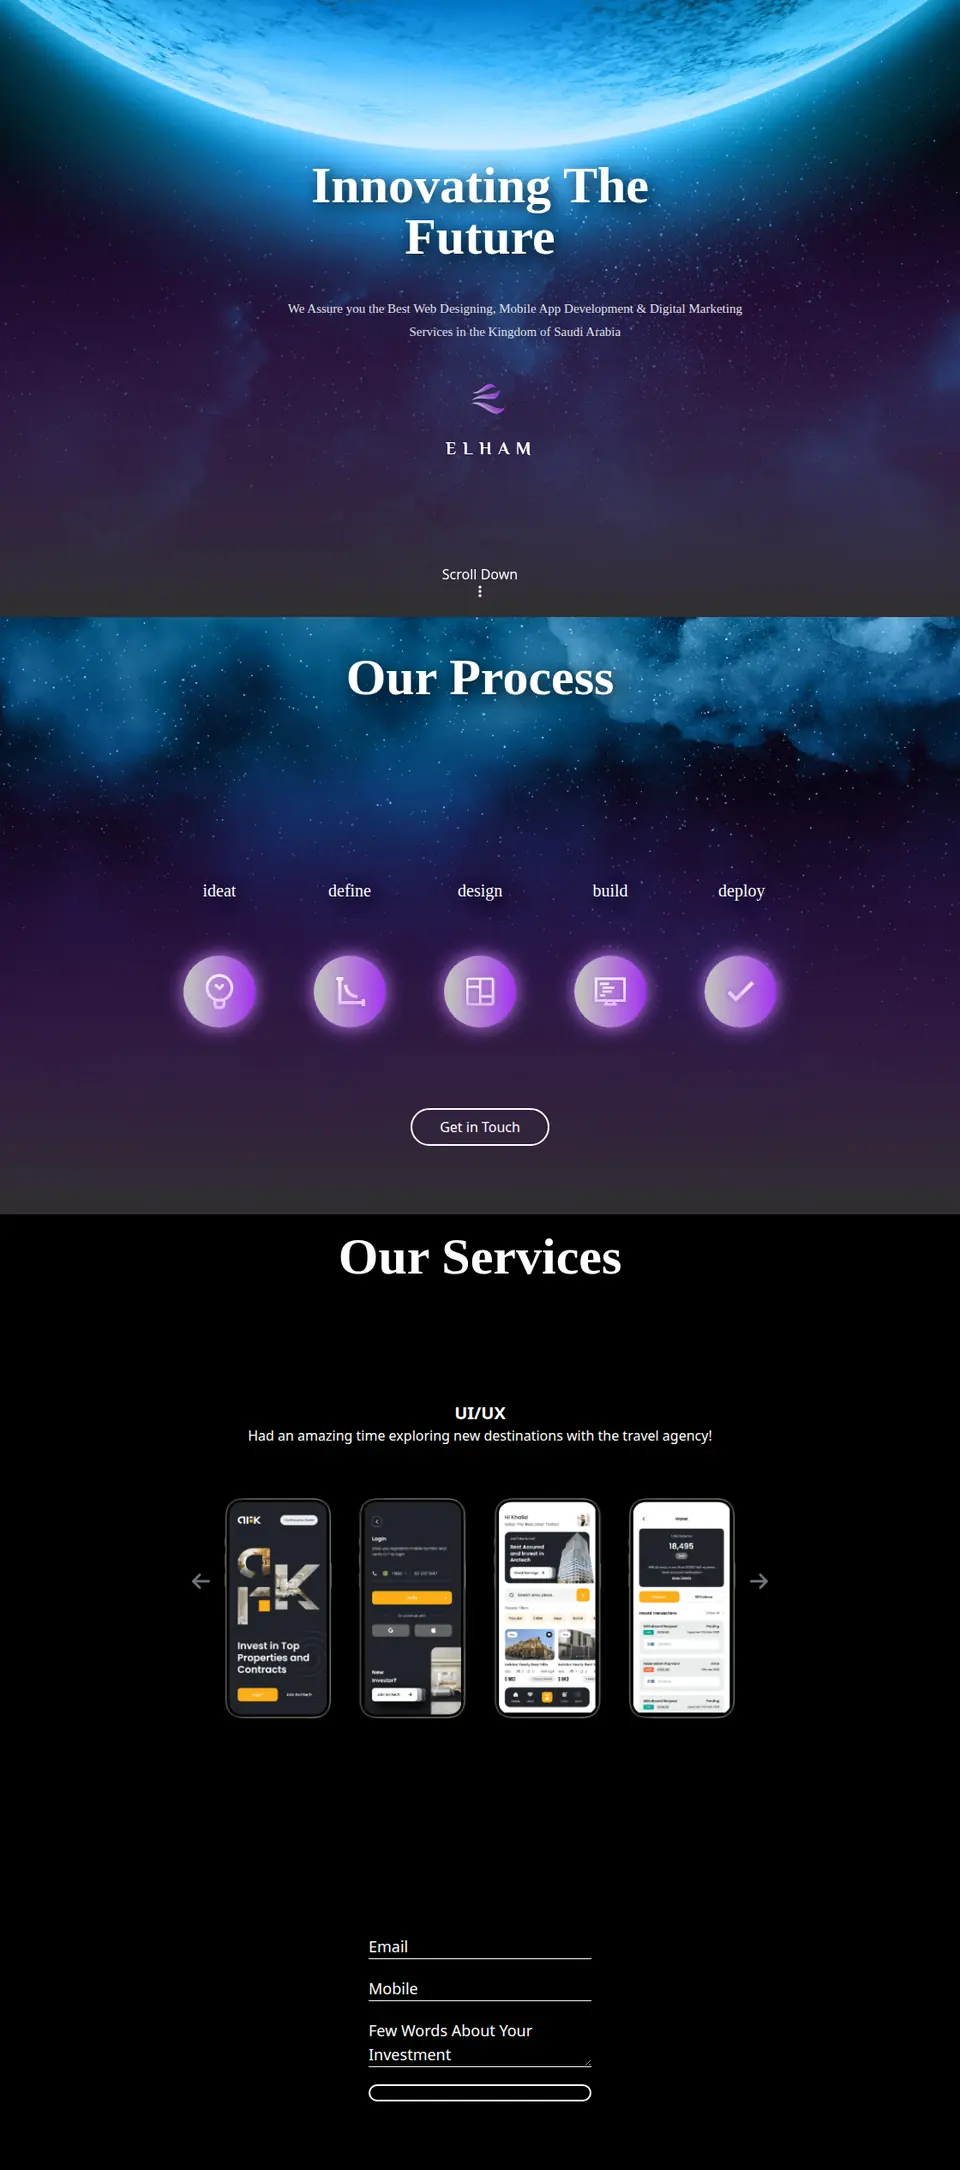 Innovating The
Future
We Assure you the Best Web Designing, Mobile App Development & Digital Marketing
Services in the Kingdom of Saudi Arabia
ELHAM
Scroll Down
Our Process
ideat
define
design
build
deploy
Get in Touch
Our Services
UI/UX
Had an amazing time exploring new destinations with the travel agency!
Invest in Top
Properties and
Contracts
Login
New
Investor?
Hi Khalid
Rent Assured
and Invest in
Arctech
Wallet
18,495
Email
Mobile
Few Words About Your
Investment